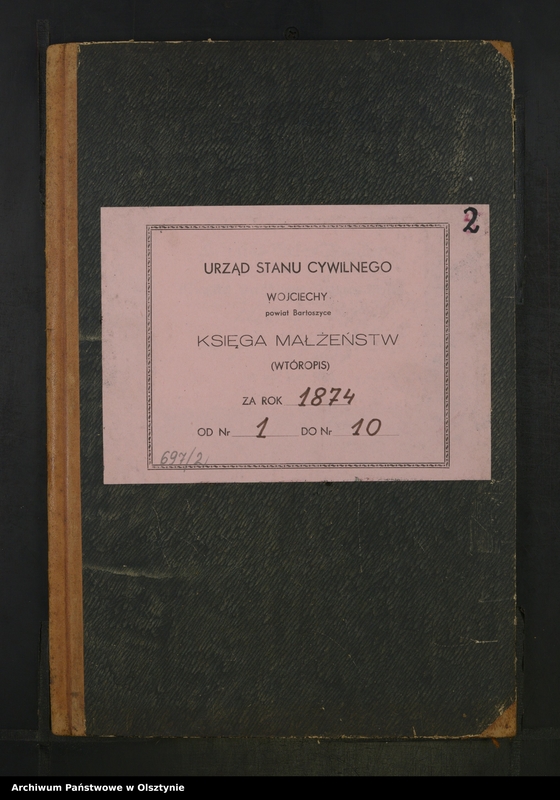 2
URZĄD STANU CYWILNEGO
WOJCIECHY
powiat Bartoszyce
KSIĘGA MAŁŻEŃSTW
(WTÓROPIS)
ZA ROK 1874
OD Nr 1 DO Nr 10
697/2
Archiwum Państwowe w Olsztynie